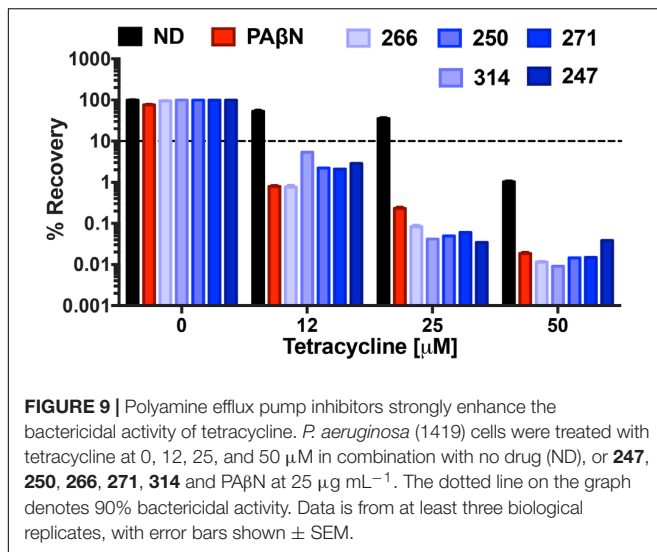 ND PAβN 266 250 271
314 247
1000
100
10
1
0.1
0.01
0.001
% Recovery
0 12 25 50
Tetracycline [μM]
FIGURE 9 | Polyamine efflux pump inhibitors strongly enhance the
bactericidal activity of tetracycline. P. aeruginosa (1419) cells were treated with
tetracycline at 0, 12, 25, and 50 μM in combination with no drug (ND), or 247,
250, 266, 271, 314 and PAβN at 25 μg mL−1. The dotted line on the graph
denotes 90% bactericidal activity. Data is from at least three biological
replicates, with error bars shown ± SEM.